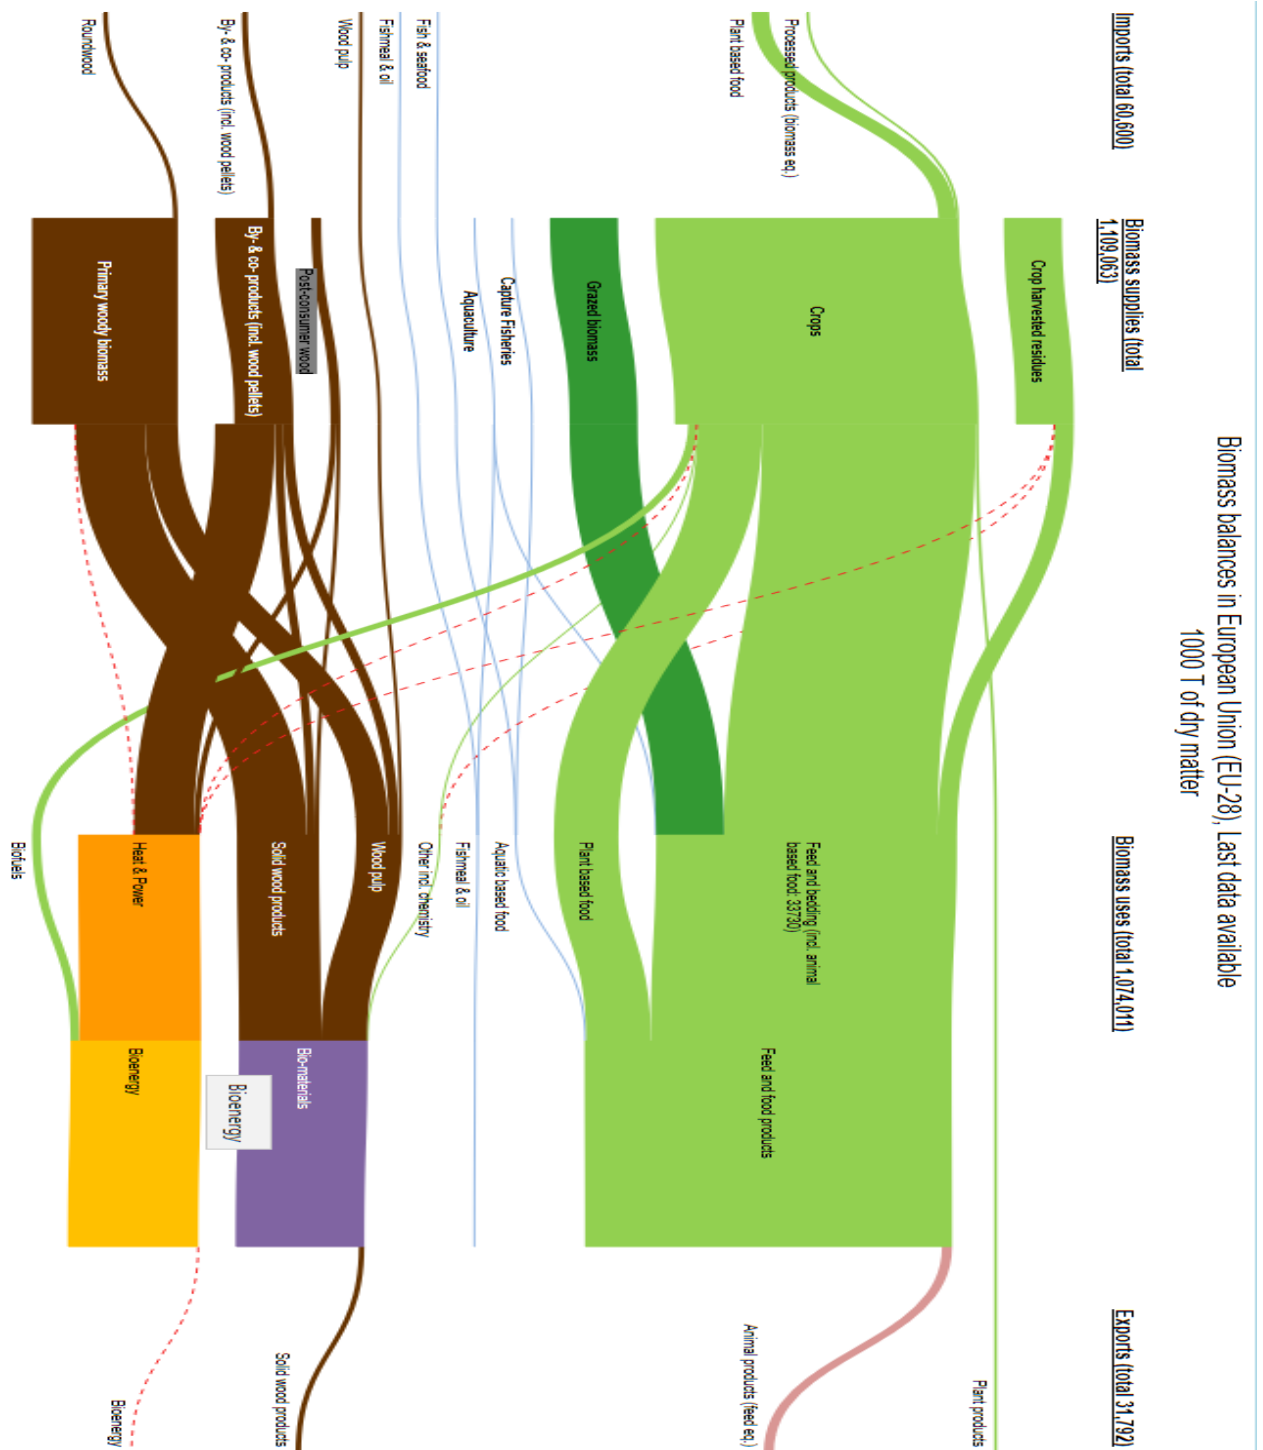 Biomass balances in European Union (EU-28), Last data available
1000 T of dry matter
Imports (total 60,600)
Biomass supplies (total
1,109,063)
Biomass uses (total 1,074,011)
Exports (total 31,792)
Crop harvested residues
Plant products
Processed products (biomass eq.)
Plant based food
Crops
Feed and bedding (incl. animal
based food: 33730)
Feed and food products
Animal products (feed eq.)
Grazed biomass
Plant based food
Capture Fisheries
Aquatic based food
Aquaculture
Fishmeal & oil
Fish & seafood
Other incl. chemistry
Fishmeal & oil
Wood pulp
Wood pulp
Post-consumer wood
Bio-materials
Solid wood products
Solid wood products
By- & co- products (incl. wood pellets)
By- & co- products (incl. wood pellets)
Bioenergy
Heat & Power
Bioenergy
Bioenergy
Roundwood
Primary woody biomass
Biofuels